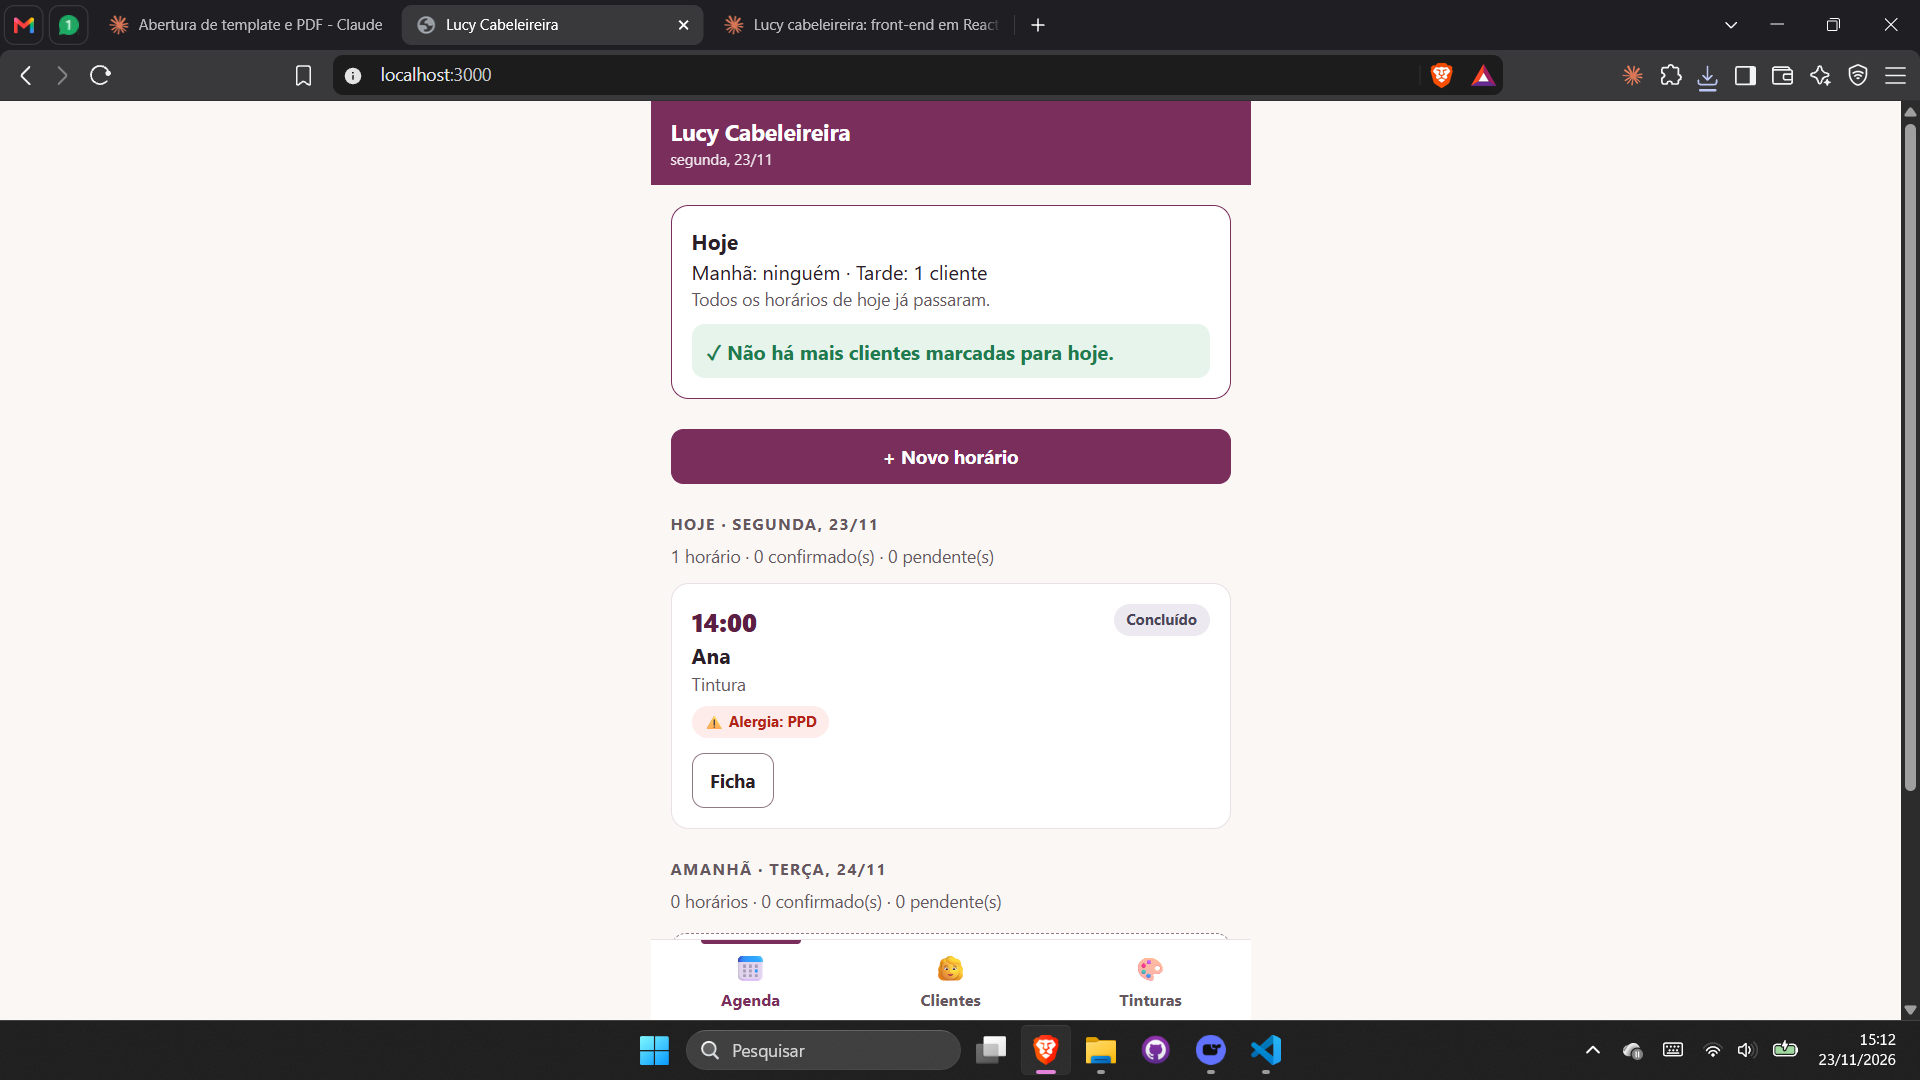 1
Abertura de template e PDF - Claude
Lucy Cabeleireira
Lucy cabeleireira: front-end em React
localhost:3000
Lucy Cabeleireira
segunda, 23/11
Hoje
Manhã: ninguém · Tarde: 1 cliente
Todos os horários de hoje já passaram.
✓ Não há mais clientes marcadas para hoje.
+ Novo horário
HOJE · SEGUNDA, 23/11
1 horário · 0 confirmado(s) · 0 pendente(s)
14:00
Concluído
Ana
Tintura
⚠ Alergia: PPD
Ficha
AMANHÃ · TERÇA, 24/11
0 horários · 0 confirmado(s) · 0 pendente(s)
Agenda
Clientes
Tinturas
Pesquisar
15:12
23/11/2026